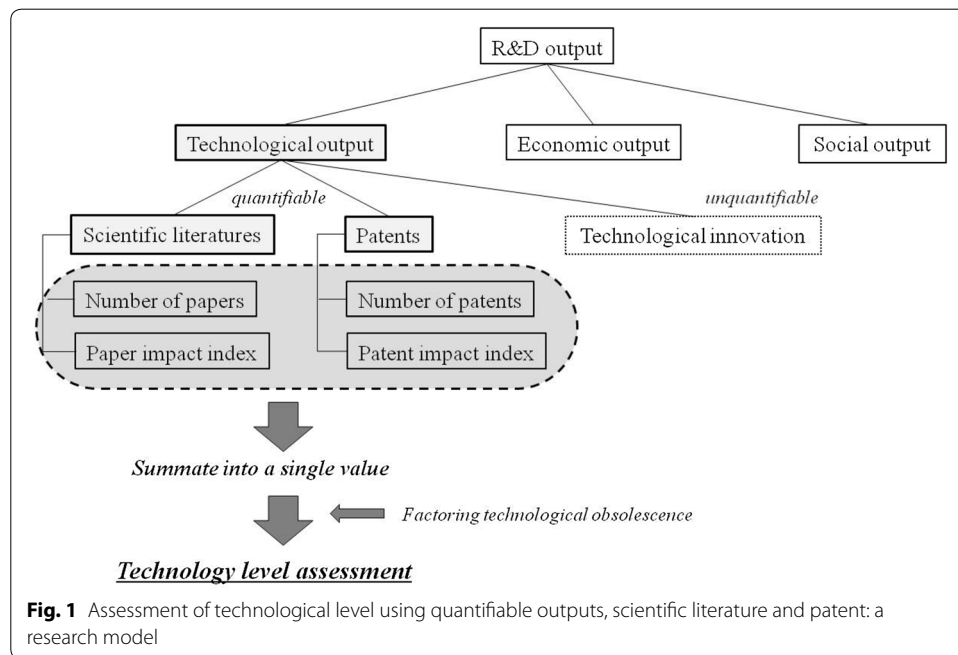 R&D output
Technological output
Economic output
Social output
quantifiable
unquantifiable
Scientific literatures
Patents
Technological innovation
Number of papers
Number of patents
Paper impact index
Patent impact index
Summate into a single value
Factoring technological obsolescence
Technology level assessment
Fig. 1 Assessment of technological level using quantifiable outputs, scientific literature and patent: a
research model